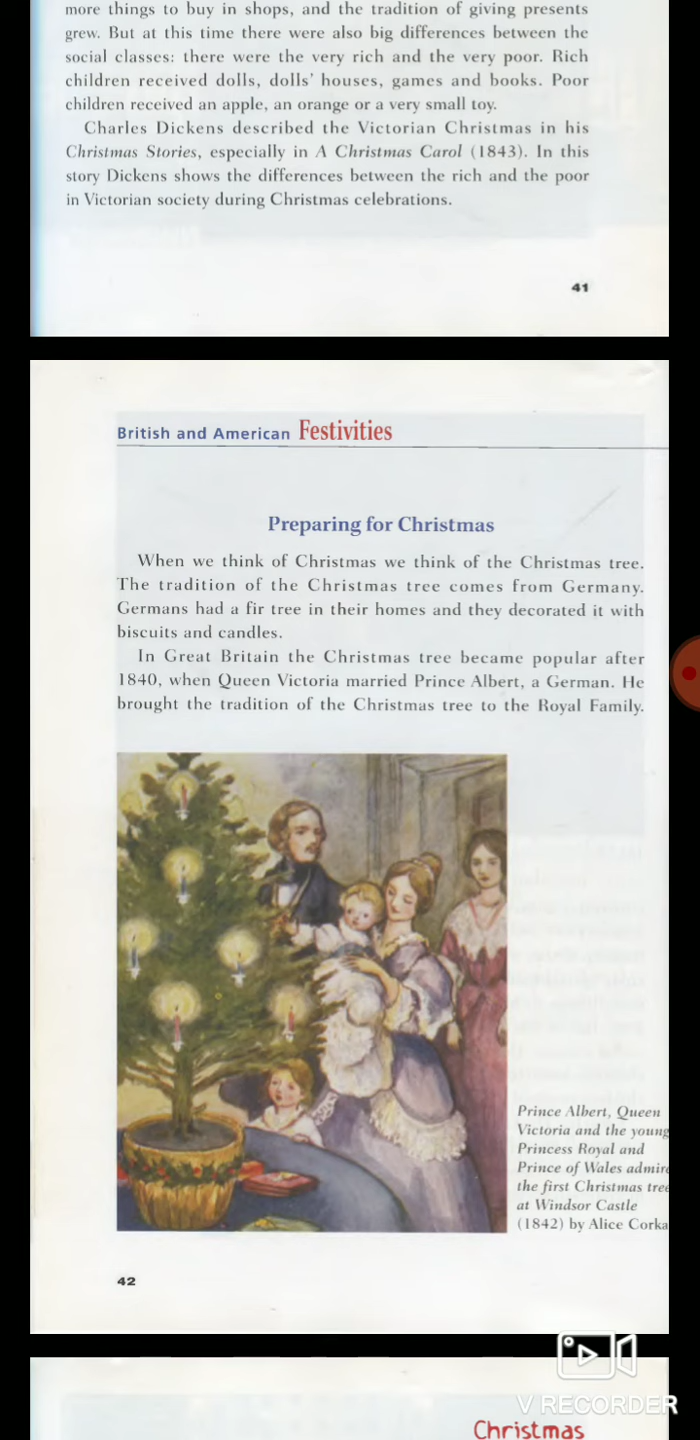 more things to buy in shops, and the tradition of giving presents
grew. But at this time there were also big differences between the
social classes: there were the very rich and the very poor. Rich
children received dolls, dolls' houses, games and books. Poor
children received an apple, an orange or a very small toy.
Charles Dickens described the Victorian Christmas in his
Christmas Stories, especially in A Christmas Carol (1843). In this
story Dickens shows the differences between the rich and the poor
in Victorian society during Christmas celebrations.
41
British and American Festivities
Preparing for Christmas
When we think of Christmas we think of the Christmas tree.
The tradition of the Christmas tree comes from Germany.
Germans had a fir tree in their homes and they decorated it with
biscuits and candles.
In Great Britain the Christmas tree became popular after
1840, when Queen Victoria married Prince Albert, a German. He
brought the tradition of the Christmas tree to the Royal Family.
Prince Albert, Queen
Victoria and the young
Princess Royal and
Prince of Wales admire
the first Christmas tree
at Windsor Castle
(1842) by Alice Corka
42
V RECORDER
Christmas